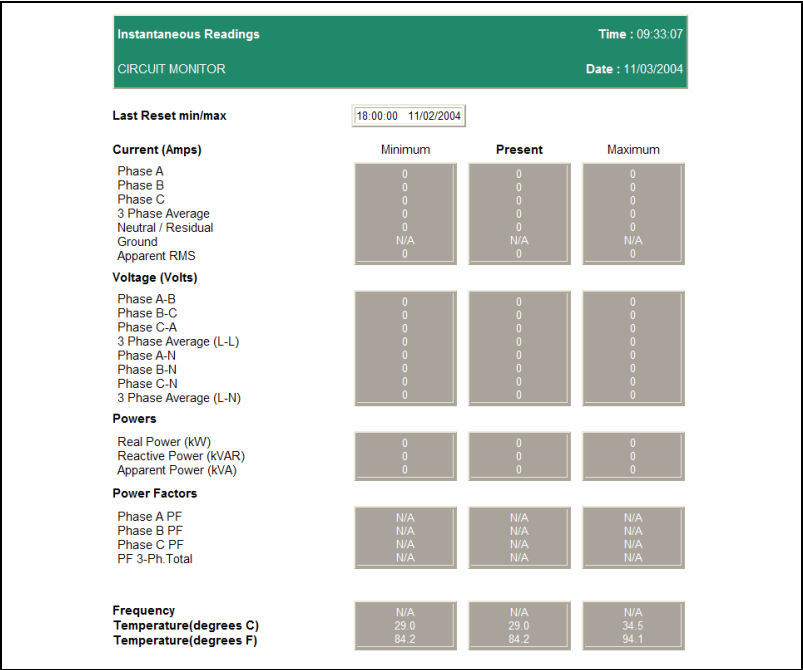 Instantaneous Readings Time : 09:33:07
CIRCUIT MONITOR Date : 11/03/2004
Last Reset min/max 18:00:00 11/02/2004
Current (Amps) Minimum Present Maximum
Phase A 0 0 0
Phase B 0 0 0
Phase C 0 0 0
3 Phase Average 0 0 0
Neutral / Residual 0 0 0
Ground N/A N/A N/A
Apparent RMS 0 0 0
Voltage (Volts)
Phase A-B 0 0 0
Phase B-C 0 0 0
Phase C-A 0 0 0
3 Phase Average (L-L) 0 0 0
Phase A-N 0 0 0
Phase B-N 0 0 0
Phase C-N 0 0 0
3 Phase Average (L-N) 0 0 0
Powers
Real Power (kW) 0 0 0
Reactive Power (kVAR) 0 0 0
Apparent Power (kVA) 0 0 0
Power Factors
Phase A PF N/A N/A N/A
Phase B PF N/A N/A N/A
Phase C PF N/A N/A N/A
PF 3-Ph.Total N/A N/A N/A
Frequency N/A N/A N/A
Temperature(degrees C) 29.0 29.0 34.5
Temperature(degrees F) 84.2 84.2 94.1